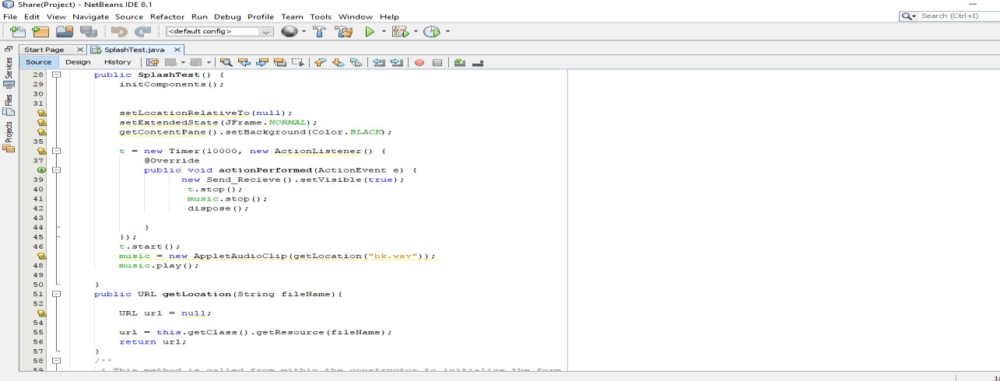 Share(Project) - NetBeans IDE 8.1
File Edit View Navigate Source Refactor Run Debug Profile Team Tools Window Help
<default config>
Search (Ctrl+I)
Start Page
SplashTest.java
Source Design History
Services
Files
Projects
28 public SplashTest() {
29 initComponents();
30
31
setLocationRelativeTo(null);
setExtendedState(JFrame.NORMAL);
getContentPane().setBackground(Color.BLACK);
35
t = new Timer(10000, new ActionListener() {
37 @Override
public void actionPerformed(ActionEvent e) {
39 new Send_Recieve().setVisible(true);
40 t.stop();
41 music.stop();
42 dispose();
43
44 }
45 });
46 t.start();
music = new AppletAudioClip(getLocation("bk.wav"));
48 music.play();
49
50 }
51 public URL getLocation(String fileName){
52
URL url = null;
54
55 url = this.getClass().getResource(fileName);
56 return url;
57 }
58 /**
59 * This method is called from within the constructor to initialize the form